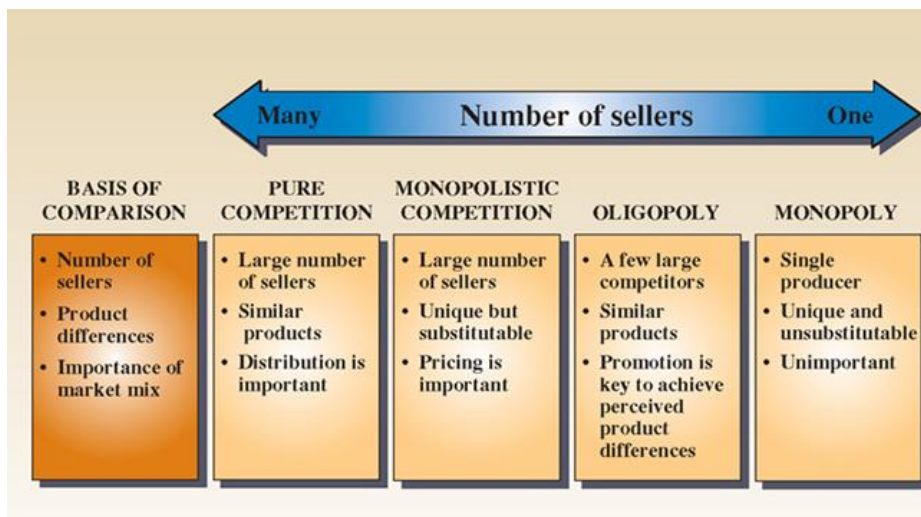 Many Number of sellers One
BASIS OF
COMPARISON
PURE
COMPETITION
MONOPOLISTIC
COMPETITION
OLIGOPOLY
MONOPOLY
• Number of
sellers
• Product
differences
• Importance of
market mix
• Large number
of sellers
• Similar
products
• Distribution is
important
• Large number
of sellers
• Unique but
substitutable
• Pricing is
important
• A few large
competitors
• Similar
products
• Promotion is
key to achieve
perceived
product
differences
• Single
producer
• Unique and
unsubstitutable
• Unimportant